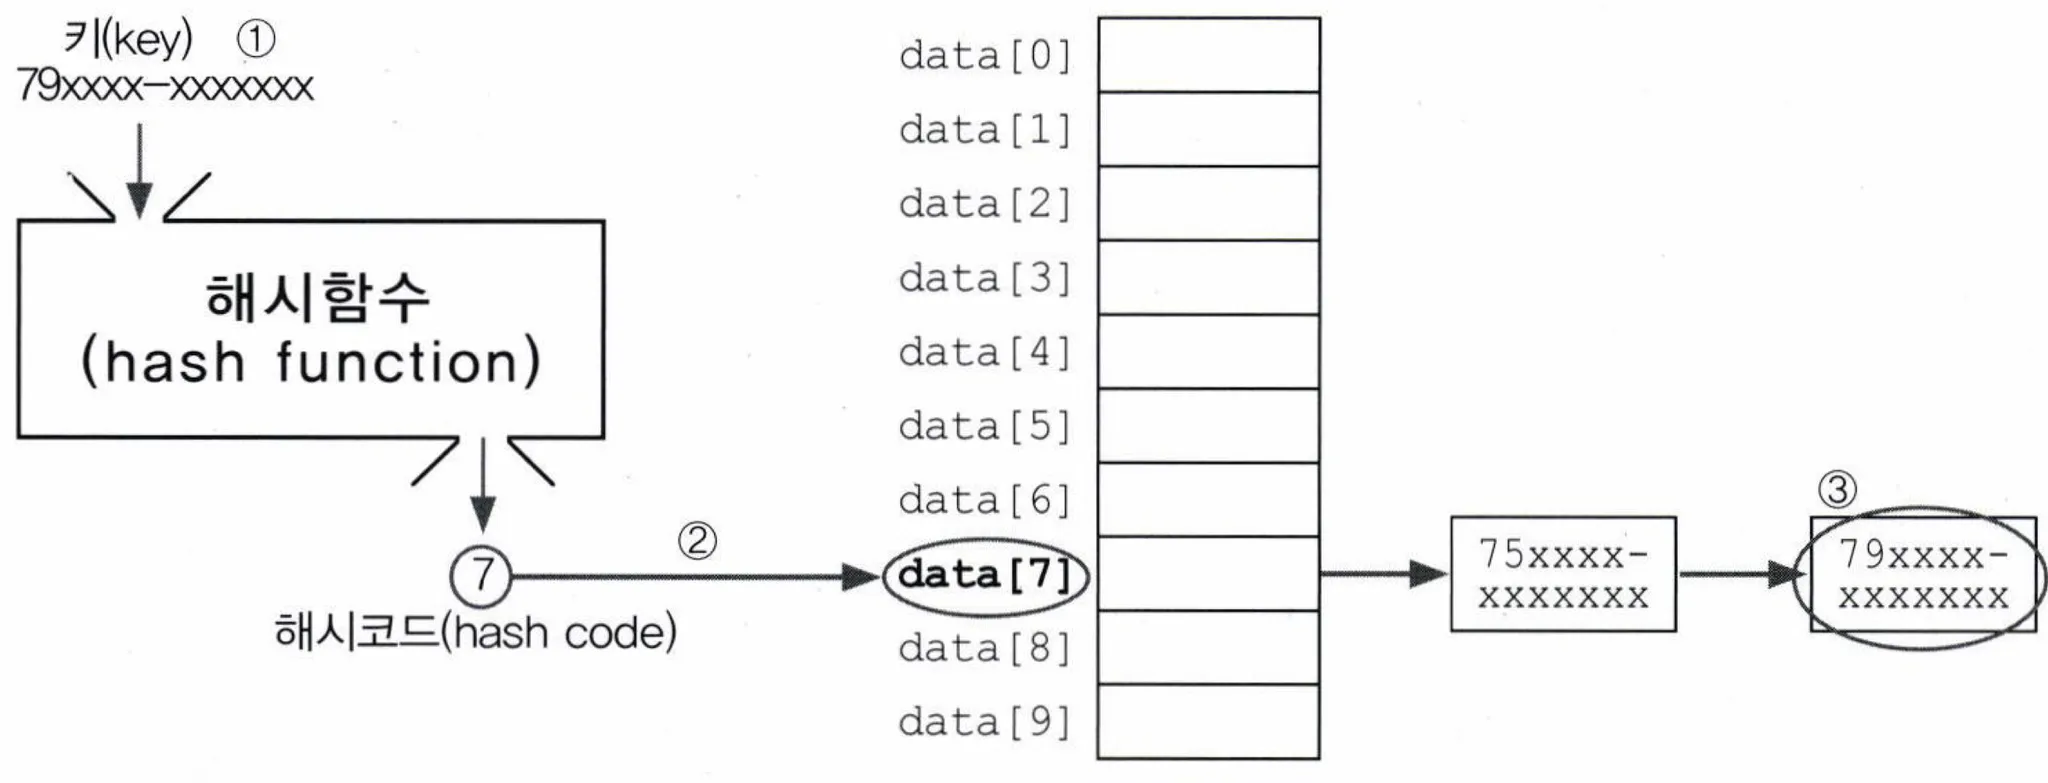 키(key) ①
79xxxx-xxxxxxx
해시함수
(hash function)
7
해시코드(hash code)
②
data[0]
data[1]
data[2]
data[3]
data[4]
data[5]
data[6]
data[7]
data[8]
data[9]
75xxxx-
xxxxxxx
③
79xxxx-
xxxxxxx